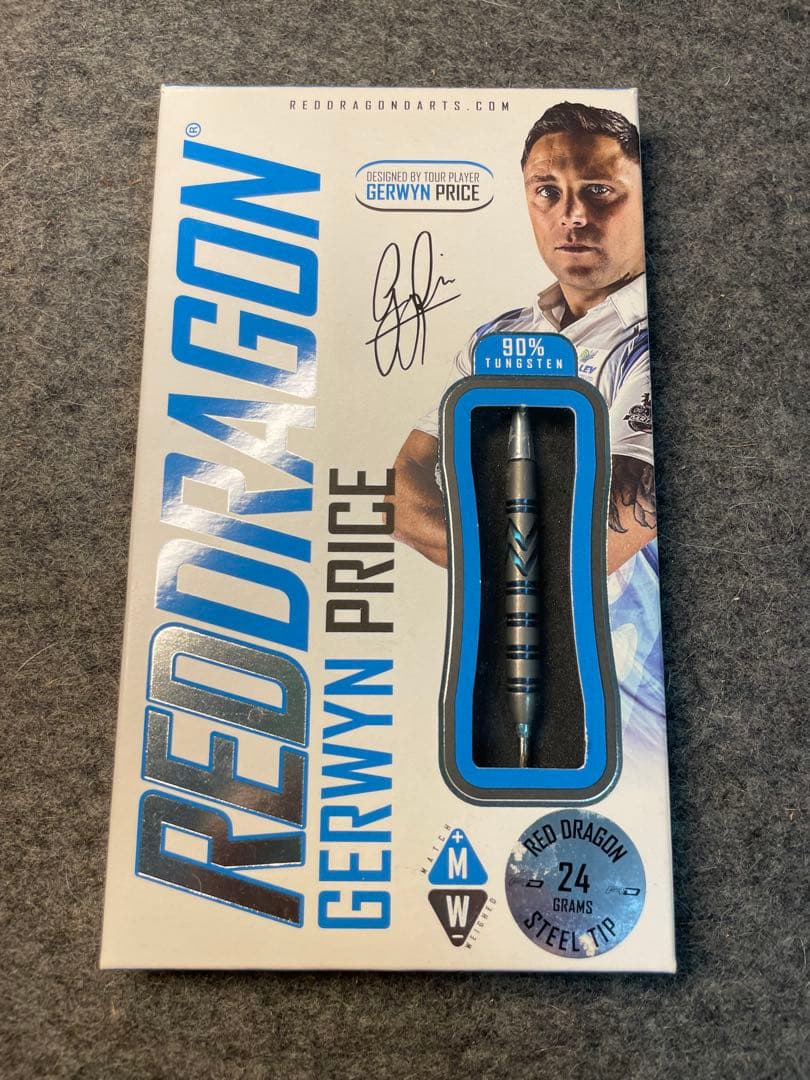 REDDRAGONDARTS.COM
REDDRAGON®
GERWYN PRICE
DESIGNED BY TOUR PLAYER
GERWYN PRICE
90%
TUNGSTEN
MATCH
+
M
W
-
WEIGHED
RED DRAGON
24
GRAMS
STEEL TIP